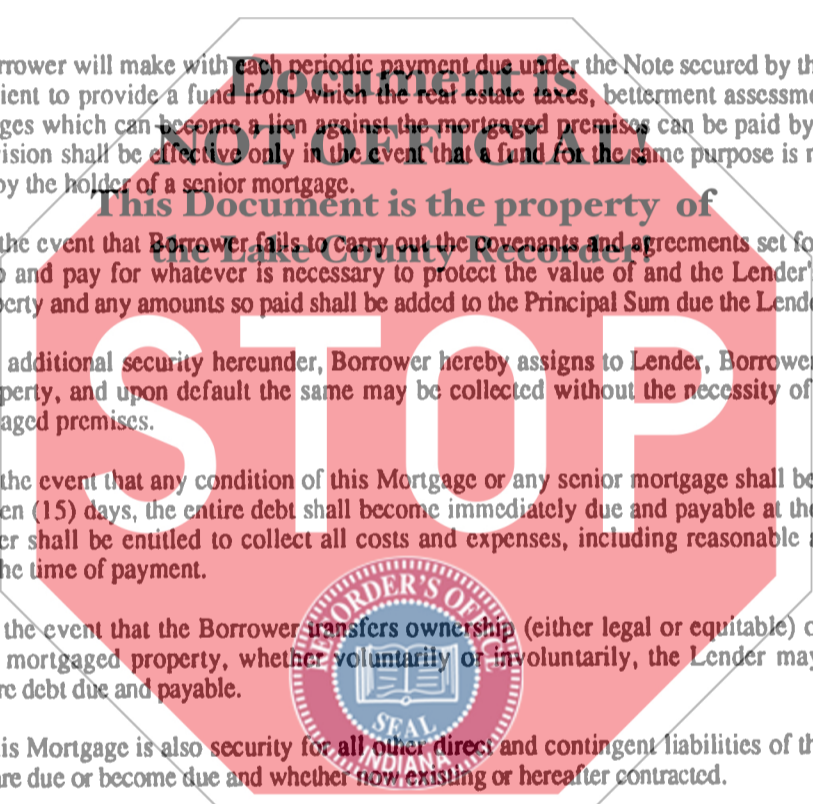 rrower will make with each periodic payment due under the Note secured by th
Document is
ient to provide a fund from which the real estate taxes, betterment assessme
ges which can become a lien against the mortgaged premises can be paid by
NOT OFFICIAL!
ision shall be effective only in the event that a fund for the same purpose is r
by the holder of a senior mortgage.
This Document is the property of
the event that Borrower fails to carry out the covenants and agreements set fo
the Lake County Recorder!
o and pay for whatever is necessary to protect the value of and the Lender'
perty and any amounts so paid shall be added to the Principal Sum due the Lende
STOP
additional security hereunder, Borrower hereby assigns to Lender, Borrower
perty, and upon default the same may be collected without the necessity of
aged premises.
the event that any condition of this Mortgage or any senior mortgage shall be
en (15) days, the entire debt shall become immediately due and payable at the
er shall be entitled to collect all costs and expenses, including reasonable a
he time of payment.
the event that the Borrower transfers ownership (either legal or equitable) o
mortgaged property, whether voluntarily or involuntarily, the Lender may
re debt due and payable.
RECORDER'S OFFICE
SEAL
INDIANA
is Mortgage is also security for all other direct and contingent liabilities of th
are due or become due and whether now existing or hereafter contracted.